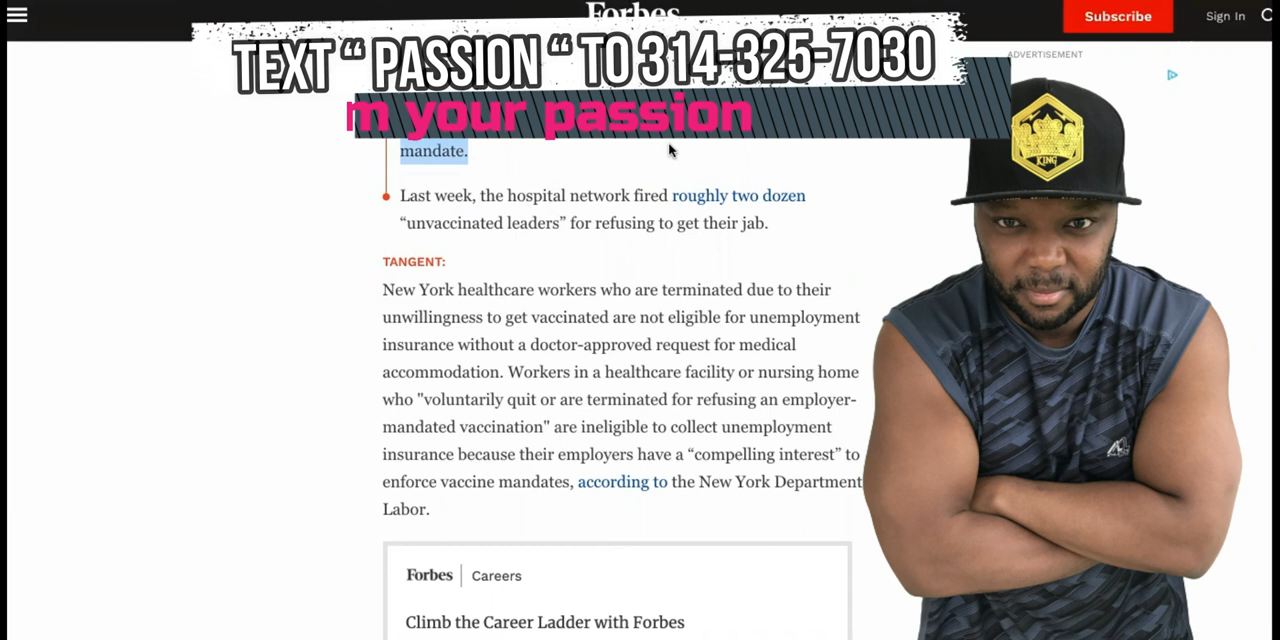 Forbes
Subscribe
Sign In
TEXT “ PASSION “ TO 314-325-7030
ADVERTISEMENT
m your passion
KING
mandate.
Last week, the hospital network fired roughly two dozen
“unvaccinated leaders” for refusing to get their jab.
TANGENT:
New York healthcare workers who are terminated due to their
unwillingness to get vaccinated are not eligible for unemployment
insurance without a doctor-approved request for medical
accommodation. Workers in a healthcare facility or nursing home
who "voluntarily quit or are terminated for refusing an employer-
mandated vaccination" are ineligible to collect unemployment
insurance because their employers have a “compelling interest” to
enforce vaccine mandates, according to the New York Department
Labor.
Forbes | Careers
Climb the Career Ladder with Forbes